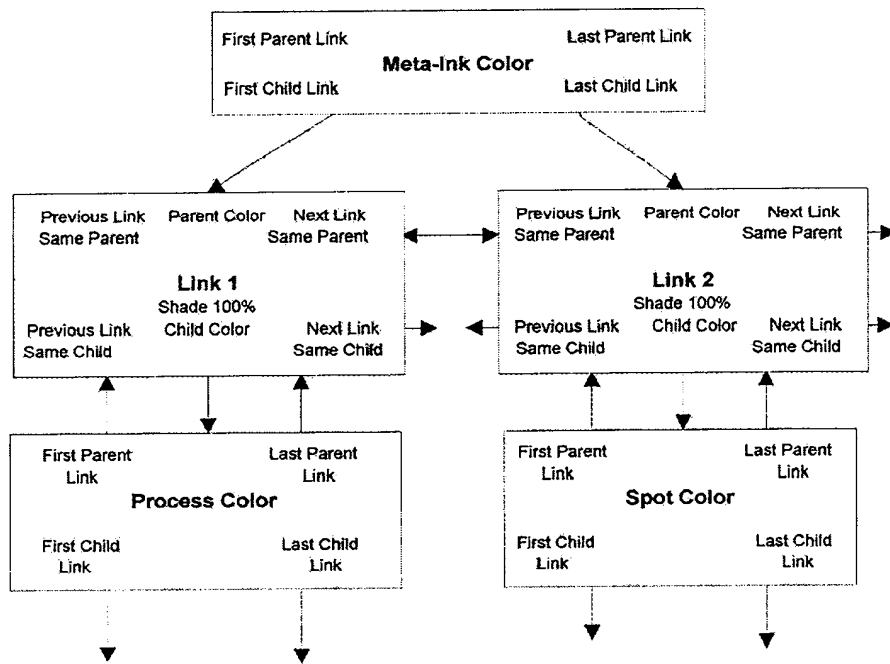 First Parent Link Last Parent Link
Meta-Ink Color
First Child Link Last Child Link
Previous Link Parent Color Next Link
Same Parent Same Parent
Link 1
Shade 100%
Previous Link Child Color Next Link
Same Child Same Child
Previous Link Parent Color Next Link
Same Parent Same Parent
Link 2
Shade 100%
Previous Link Child Color Next Link
Same Child Same Child
First Parent Last Parent
Link Link
Process Color
First Child Last Child
Link Link
First Parent Last Parent
Link Link
Spot Color
First Child Last Child
Link Link